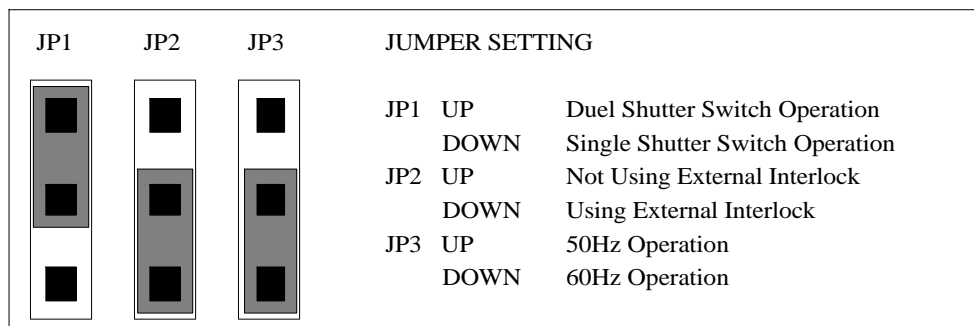 JP1 JP2 JP3 JUMPER SETTING
JP1 UP Duel Shutter Switch Operation
DOWN Single Shutter Switch Operation
JP2 UP Not Using External Interlock
DOWN Using External Interlock
JP3 UP 50Hz Operation
DOWN 60Hz Operation